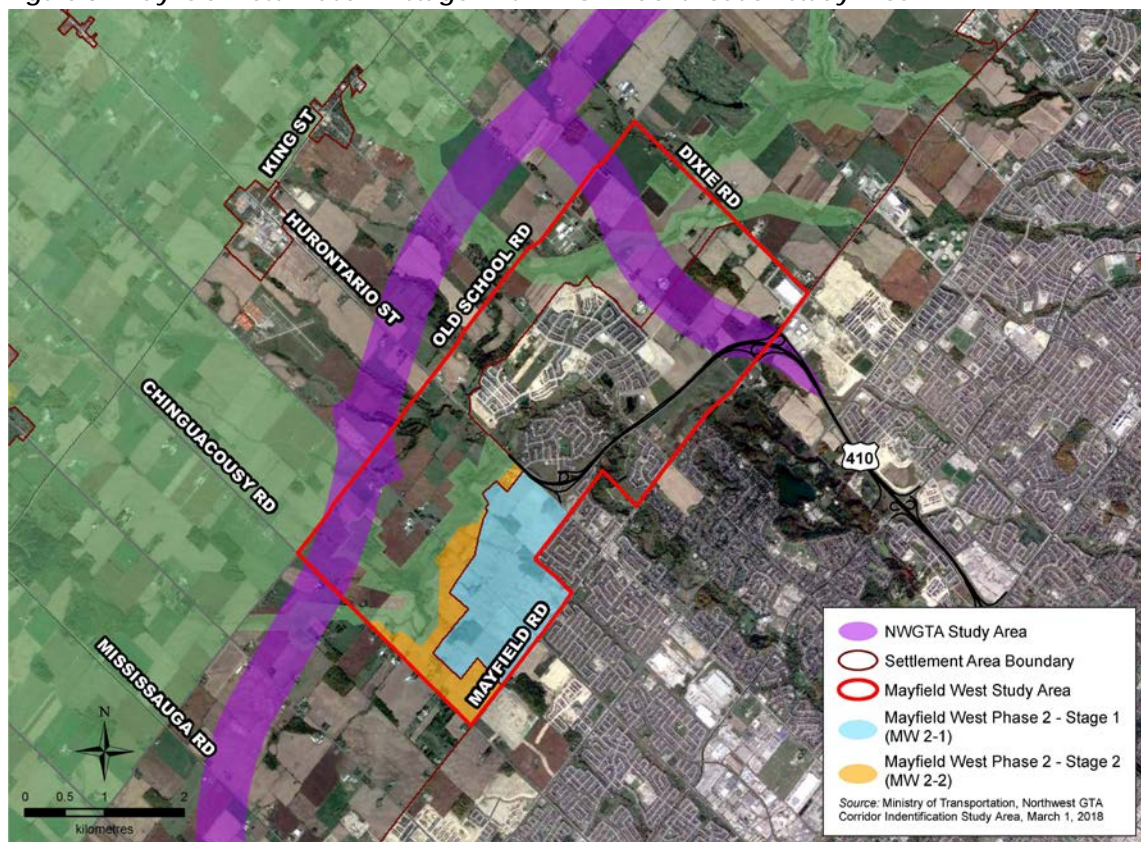 KING ST
DIXIE RD
HURONTARIO ST
OLD SCHOOL RD
CHINGUACOUSY RD
410
MAYFIELD RD
MISSISSAUGA RD
N
0 0.5 1 2
kilometres
NWGTA Study Area
Settlement Area Boundary
Mayfield West Study Area
Mayfield West Phase 2 - Stage 1
(MW 2-1)
Mayfield West Phase 2 - Stage 2
(MW 2-2)
Source: Ministry of Transportation, Northwest GTA
Corridor Indentification Study Area, March 1, 2018